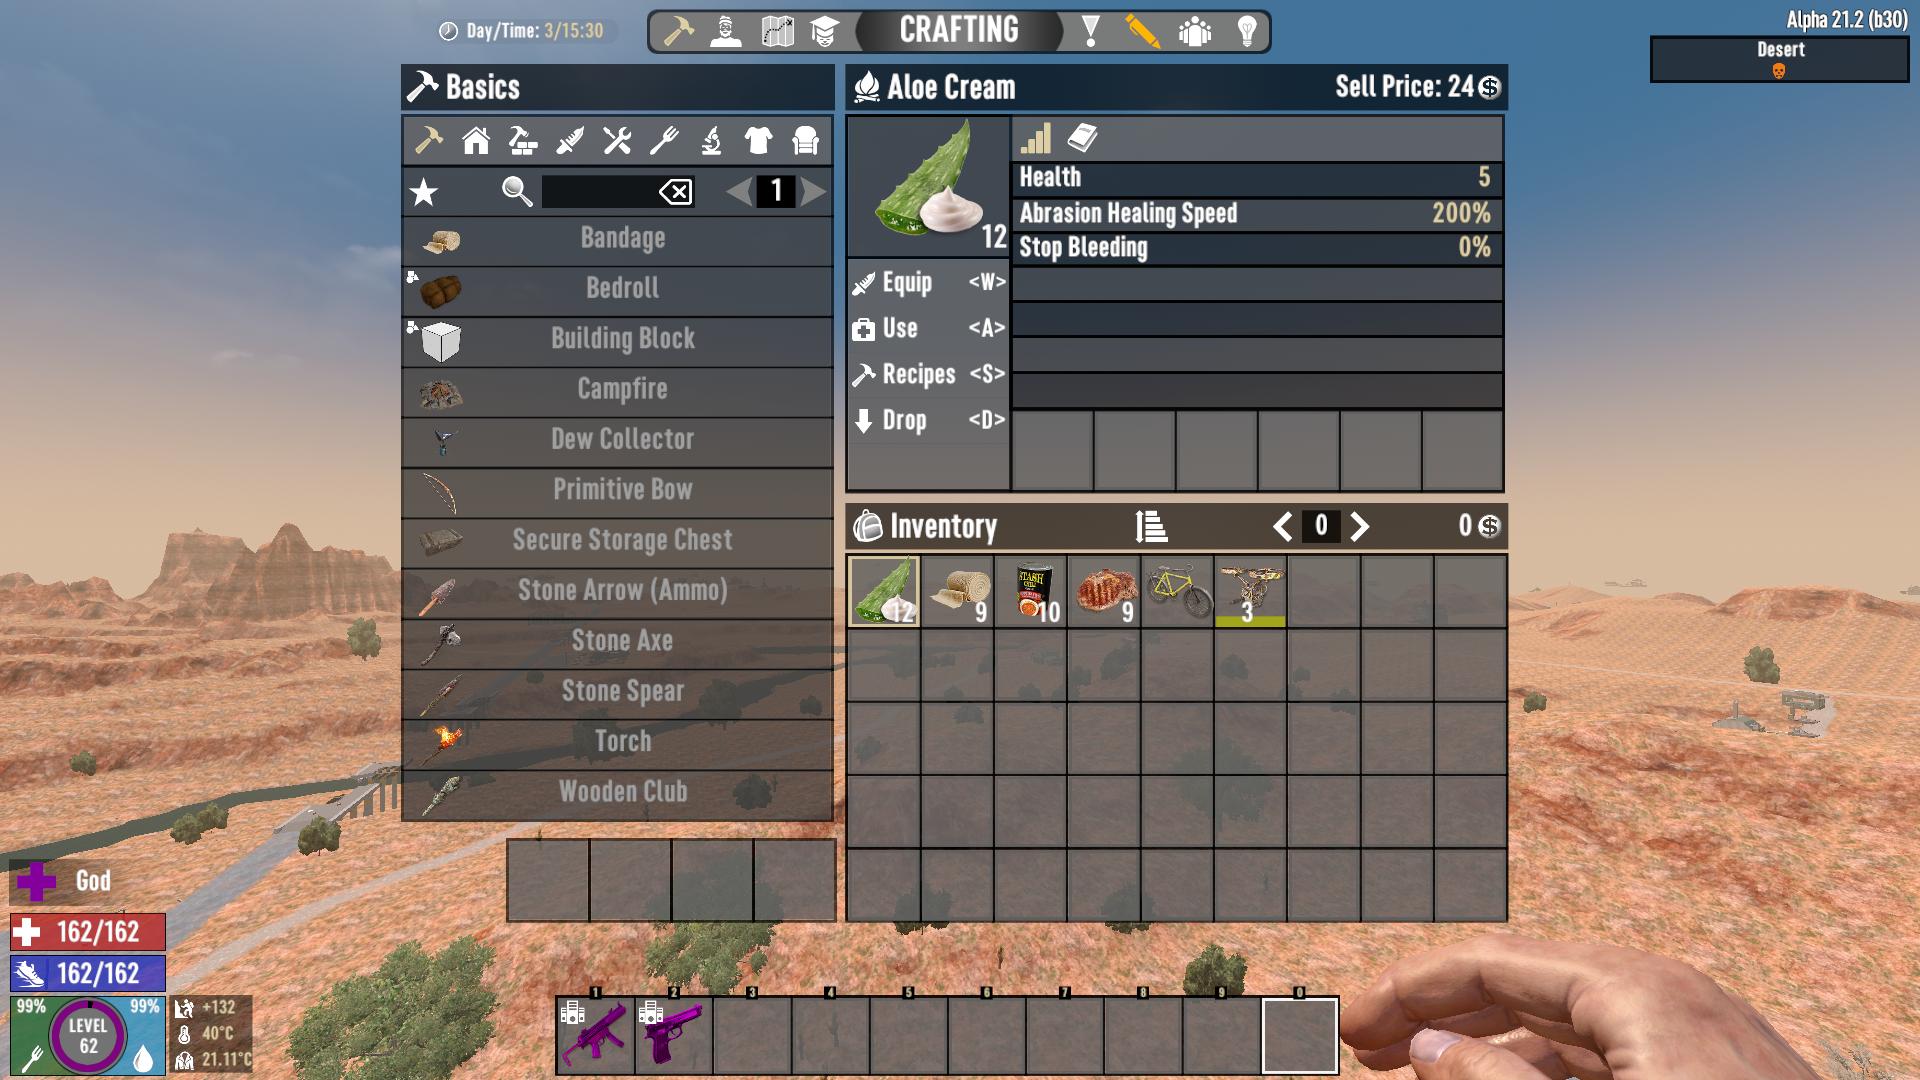 Day/Time: 3/15:30
CRAFTING
Alpha 21.2 (b30)
Desert
Basics
1
Bandage
Bedroll
Building Block
Campfire
Dew Collector
Primitive Bow
Secure Storage Chest
Stone Arrow (Ammo)
Stone Axe
Stone Spear
Torch
Wooden Club
Aloe Cream
Sell Price: 24
12
Health 5
Abrasion Healing Speed 200%
Stop Bleeding 0%
Equip <W>
Use <A>
Recipes <S>
Drop <D>
Inventory
0
0
12 9 10 9 3
God
162/162
162/162
99% 99%
LEVEL
62
+132
40°C
21.11°C
1 2 3 4 5 6 7 8 9 0